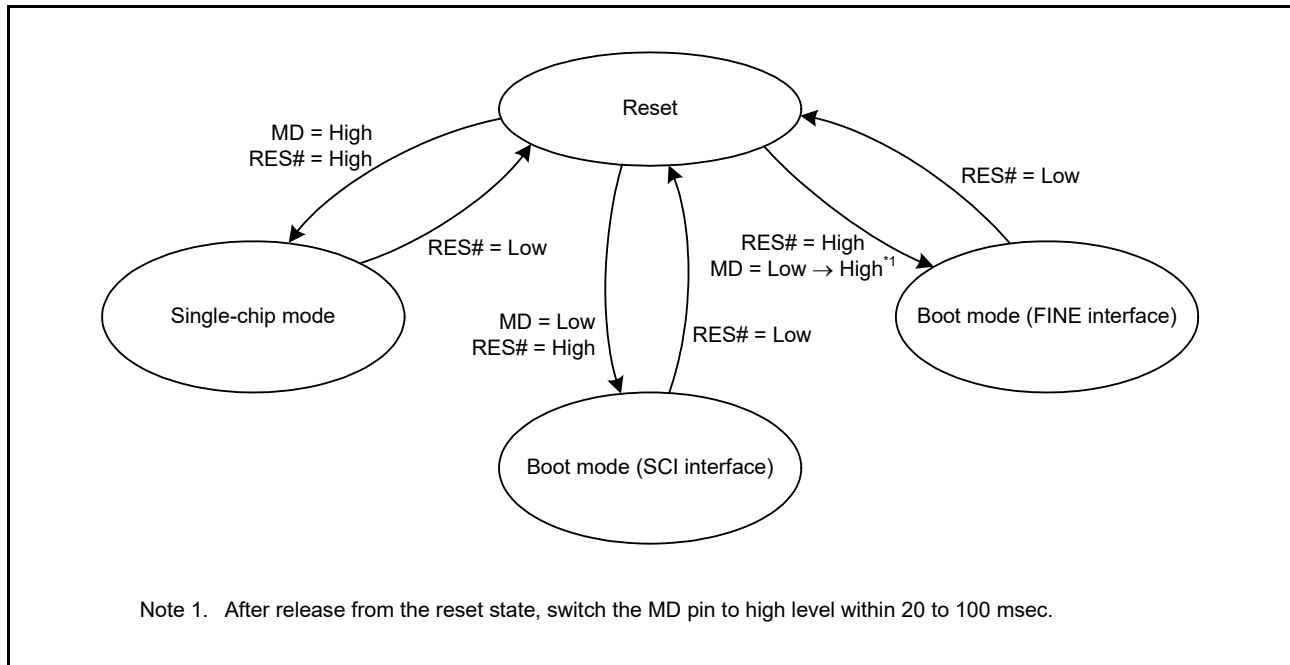 Reset
MD = High
RES# = High
RES# = Low
RES# = Low
RES# = High
MD = Low → High*1
Single-chip mode
MD = Low
RES# = High
RES# = Low
Boot mode (FINE interface)
Boot mode (SCI interface)
Note 1. After release from the reset state, switch the MD pin to high level within 20 to 100 msec.